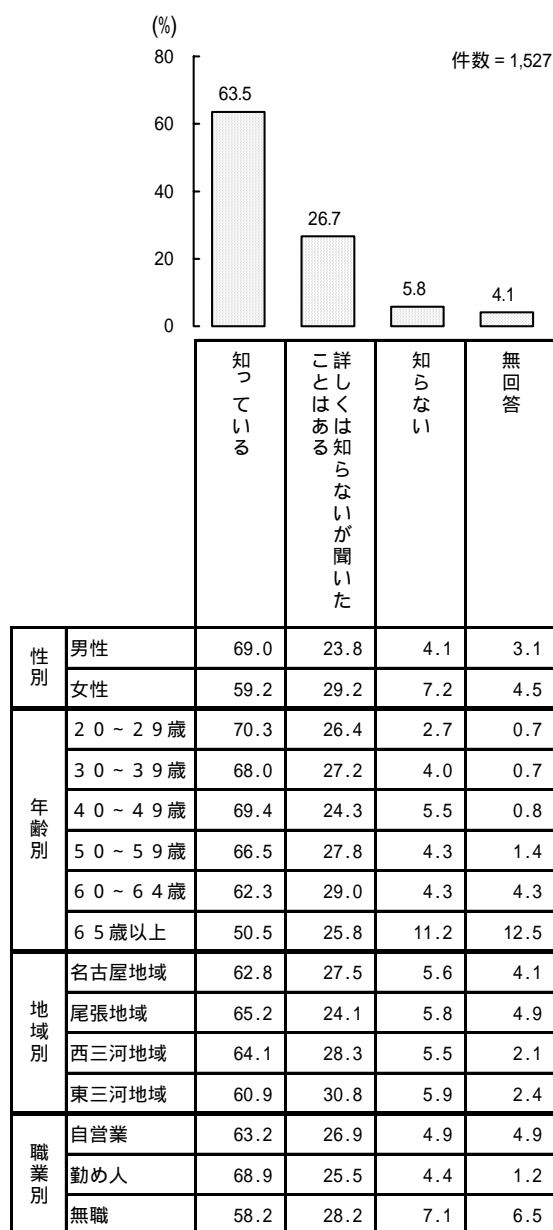 (%)
80
60
40
20
0
件数＝1,527
63.5
26.7
5.8
4.1
知っている
詳しくは知らないが聞いた
ことはある
知らない
無回答
性別
男性 69.0 23.8 4.1 3.1
女性 59.2 29.2 7.2 4.5
年齢別
２０～２９歳 70.3 26.4 2.7 0.7
３０～３９歳 68.0 27.2 4.0 0.7
４０～４９歳 69.4 24.3 5.5 0.8
５０～５９歳 66.5 27.8 4.3 1.4
６０～６４歳 62.3 29.0 4.3 4.3
６５歳以上 50.5 25.8 11.2 12.5
地域別
名古屋地域 62.8 27.5 5.6 4.1
尾張地域 65.2 24.1 5.8 4.9
西三河地域 64.1 28.3 5.5 2.1
東三河地域 60.9 30.8 5.9 2.4
職業別
自営業 63.2 26.9 4.9 4.9
勤め人 68.9 25.5 4.4 1.2
無職 58.2 28.2 7.1 6.5